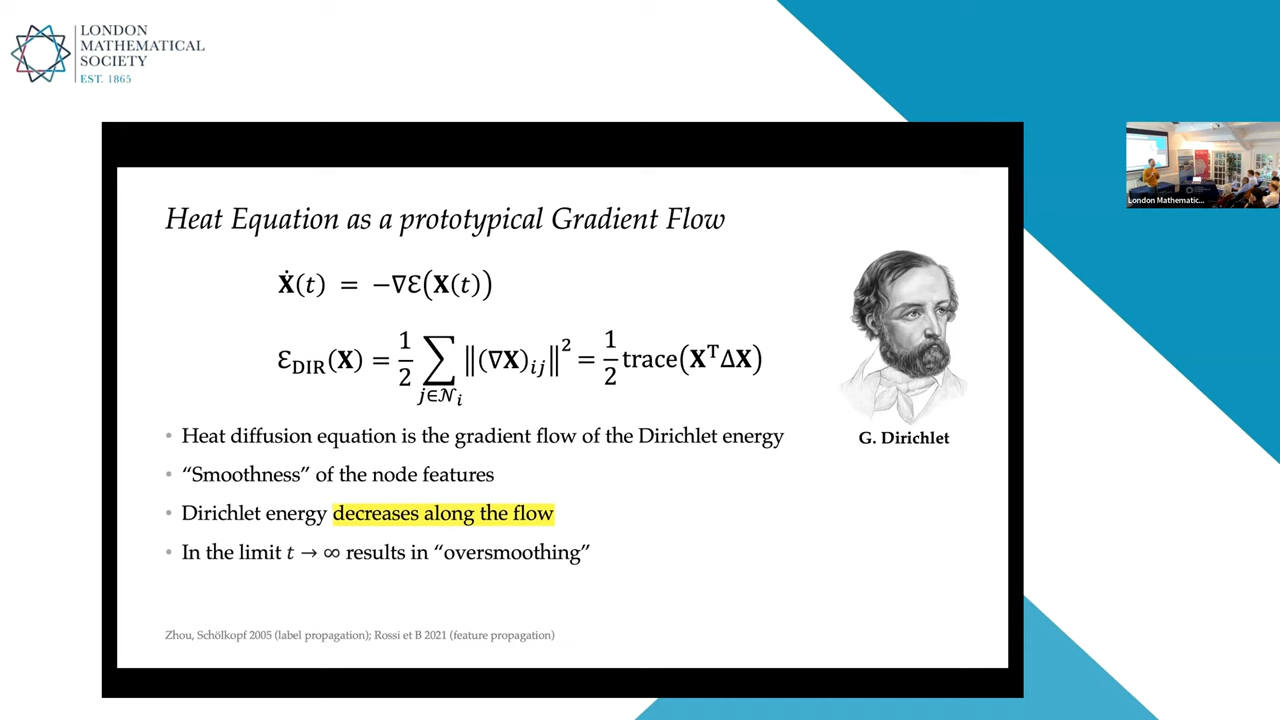 LONDON
MATHEMATICAL
SOCIETY
EST. 1865
London Mathematic...
Heat Equation as a prototypical Gradient Flow
Ẋ(t) = −∇ℰ(X(t))
ℰDIR(X) = 1/2 ∑j∈𝒩i ‖(∇X)ij‖² = 1/2 trace(XᵀΔX)
G. Dirichlet
• Heat diffusion equation is the gradient flow of the Dirichlet energy
• “Smoothness” of the node features
• Dirichlet energy decreases along the flow
• In the limit t → ∞ results in “oversmoothing”
Zhou, Schölkopf 2005 (label propagation); Rossi et B 2021 (feature propagation)